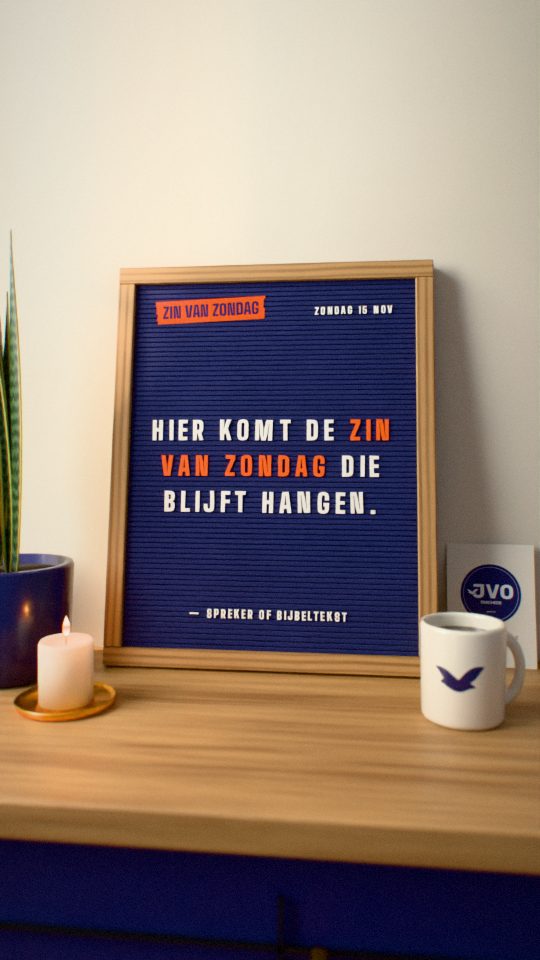 ZIN VAN ZONDAG
ZONDAG 15 NOV
HIER KOMT DE ZIN
VAN ZONDAG DIE
BLIJFT HANGEN.
— SPREKER OF BIJBELTEKST
JVO